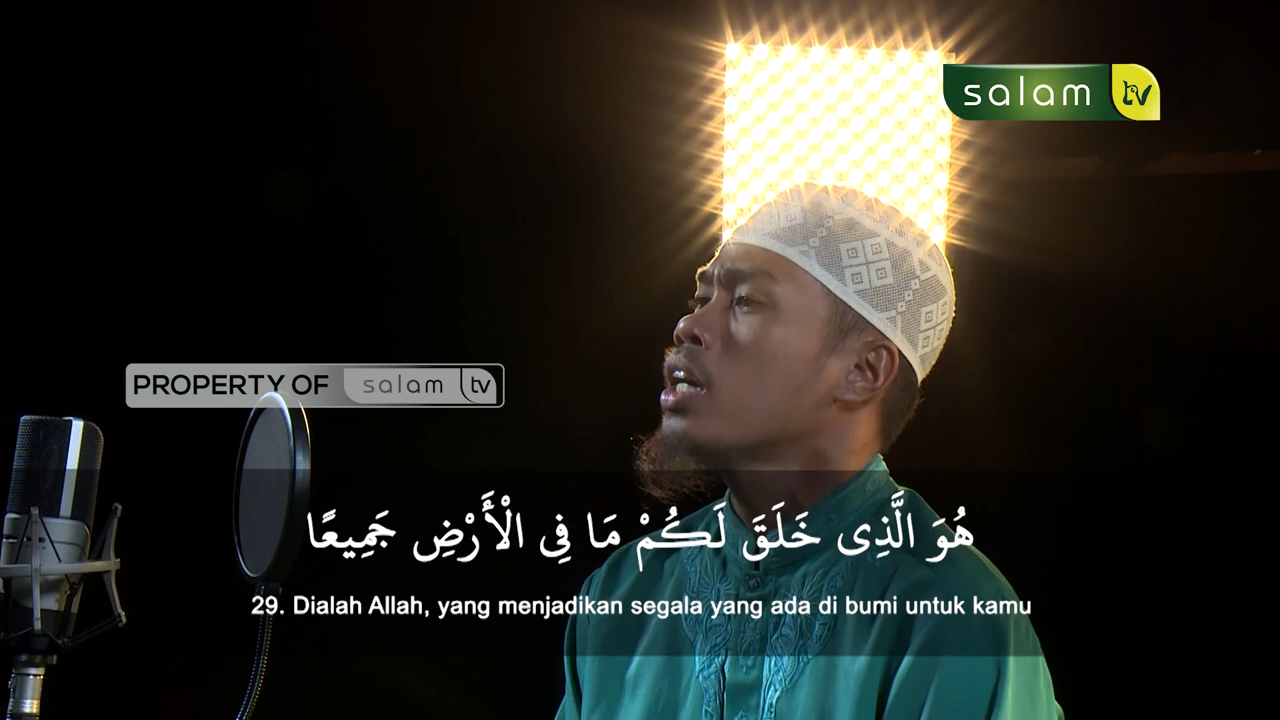 salam tv
PROPERTY OF salam tv
هُوَ الَّذِى خَلَقَ لَكُمْ مَا فِى الْأَرْضِ جَمِيعًا
29. Dialah Allah, yang menjadikan segala yang ada di bumi untuk kamu